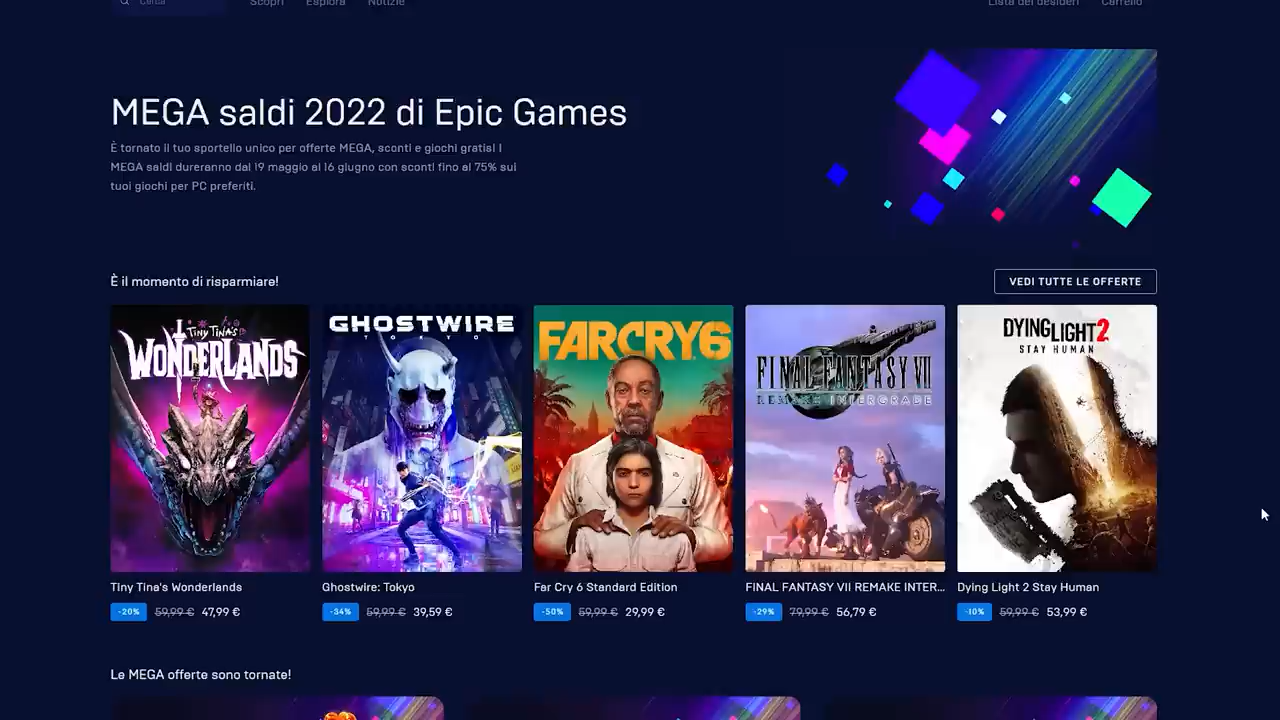 Cerca Scopri Esplora Notizie Lista dei desideri Carrello
MEGA saldi 2022 di Epic Games
È tornato il tuo sportello unico per offerte MEGA, sconti e giochi gratis! I
MEGA saldi dureranno dal 19 maggio al 16 giugno con sconti fino al 75% sui
tuoi giochi per PC preferiti.
È il momento di risparmiare!
VEDI TUTTE LE OFFERTE
TINY TINA'S
WONDERLANDS
GHOSTWIRE
TOKYO
FARCRY6
FINAL FANTASY VII
REMAKE INTERGRADE
DYING LIGHT 2
STAY HUMAN
Tiny Tina's Wonderlands
-20% 59,99 € 47,99 €
Ghostwire: Tokyo
-34% 59,99 € 39,59 €
Far Cry 6 Standard Edition
-50% 59,99 € 29,99 €
FINAL FANTASY VII REMAKE INTER...
-29% 79,99 € 56,79 €
Dying Light 2 Stay Human
-10% 59,99 € 53,99 €
Le MEGA offerte sono tornate!